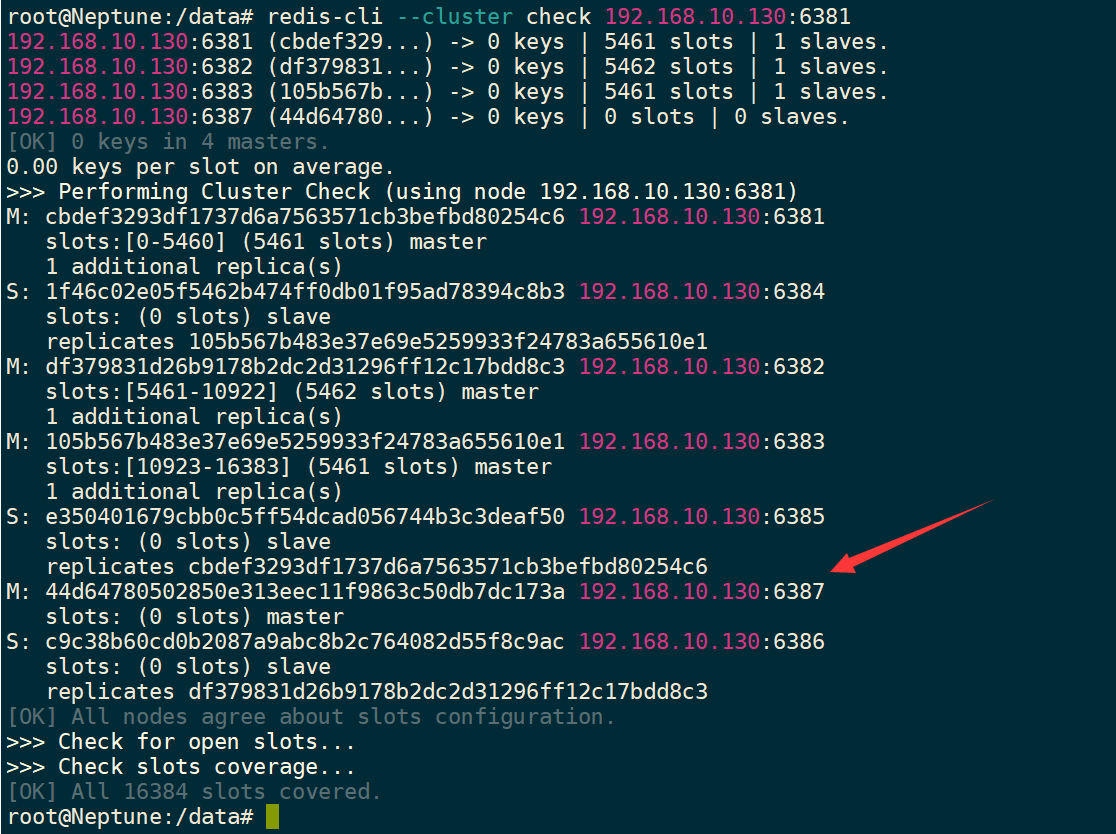 root@Neptune:/data# redis-cli --cluster check 192.168.10.130:6381
192.168.10.130:6381 (cbdef329...) -> 0 keys | 5461 slots | 1 slaves.
192.168.10.130:6382 (df379831...) -> 0 keys | 5462 slots | 1 slaves.
192.168.10.130:6383 (105b567b...) -> 0 keys | 5461 slots | 1 slaves.
192.168.10.130:6387 (44d64780...) -> 0 keys | 0 slots | 0 slaves.
[OK] 0 keys in 4 masters.
0.00 keys per slot on average.
>>> Performing Cluster Check (using node 192.168.10.130:6381)
M: cbdef3293df1737d6a7563571cb3befbd80254c6 192.168.10.130:6381
   slots:[0-5460] (5461 slots) master
   1 additional replica(s)
S: 1f46c02e05f5462b474ff0db01f95ad78394c8b3 192.168.10.130:6384
   slots: (0 slots) slave
   replicates 105b567b483e37e69e5259933f24783a655610e1
M: df379831d26b9178b2dc2d31296ff12c17bdd8c3 192.168.10.130:6382
   slots:[5461-10922] (5462 slots) master
   1 additional replica(s)
M: 105b567b483e37e69e5259933f24783a655610e1 192.168.10.130:6383
   slots:[10923-16383] (5461 slots) master
   1 additional replica(s)
S: e350401679cbb0c5ff54dcad056744b3c3deaf50 192.168.10.130:6385
   slots: (0 slots) slave
   replicates cbdef3293df1737d6a7563571cb3befbd80254c6
M: 44d64780502850e313eec11f9863c50db7dc173a 192.168.10.130:6387
   slots: (0 slots) master
S: c9c38b60cd0b2087a9abc8b2c764082d55f8c9ac 192.168.10.130:6386
   slots: (0 slots) slave
   replicates df379831d26b9178b2dc2d31296ff12c17bdd8c3
[OK] All nodes agree about slots configuration.
>>> Check for open slots...
>>> Check slots coverage...
[OK] All 16384 slots covered.
root@Neptune:/data#